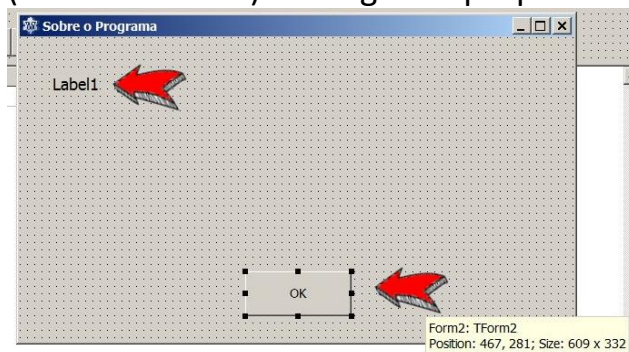 Sobre o Programa
Label1
OK
Form2: TForm2
Position: 467, 281; Size: 609 x 332